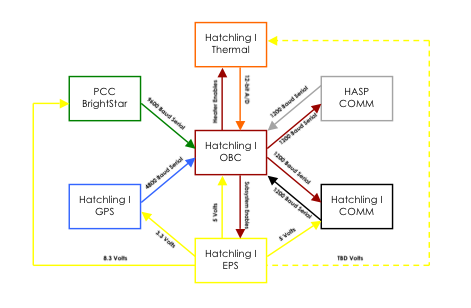 Hatchling I
Thermal
PCC
BrightStar
HASP
COMM
Heater Enables
12-bit A/D
9600 Baud Serial
1200 Baud Serial
1200 Baud Serial
Hatchling I
OBC
4800 Baud Serial
1200 Baud Serial
1200 Baud Serial
Hatchling I
GPS
Hatchling I
COMM
5 Volts
Subsystem Enables
3.3 Volts
5 Volts
Hatchling I
EPS
8.3 Volts
TBD Volts